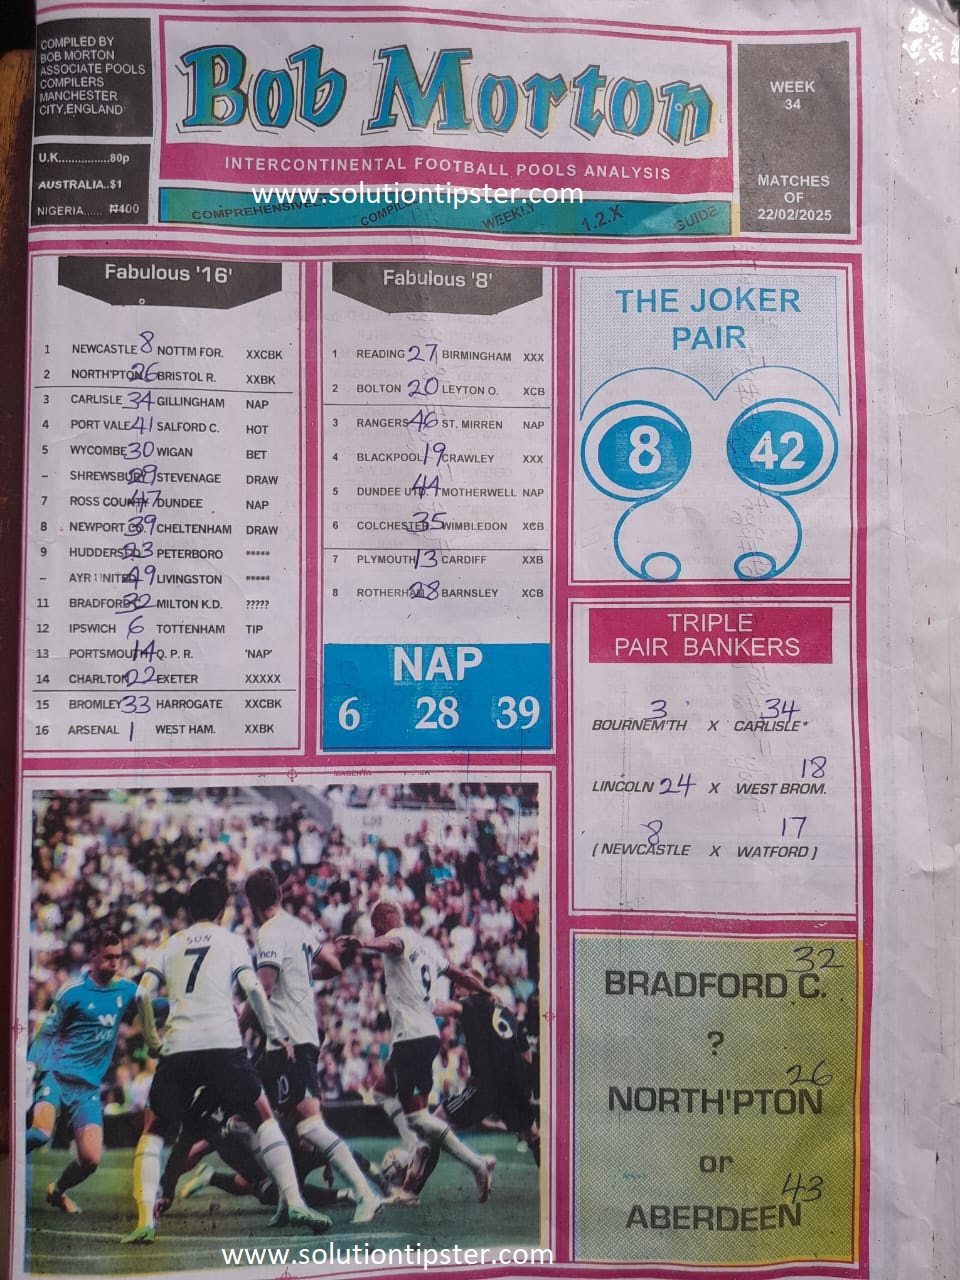 COMPILED BY
BOB MORTON
ASSOCIATE POOLS
COMPILERS
MANCHESTER
CITY,ENGLAND
U.K................80p
AUSTRALIA..$1
NIGERIA...... ₦400
Bob Morton
INTERCONTINENTAL FOOTBALL POOLS ANALYSIS
www.solutiontipster.com
COMPREHENSIVE COMPILED WEEKLY 1.2.X GUIDE
WEEK
34
MATCHES
OF
22/02/2025
Fabulous '16'
1 NEWCASTLE 8 NOTTM FOR. XXCBK
2 NORTH'PTON 26 BRISTOL R. XXBK
3 CARLISLE 34 GILLINGHAM NAP
4 PORT VALE 41 SALFORD C. HOT
5 WYCOMBE 30 WIGAN BET
– SHREWSBURY 29 STEVENAGE DRAW
7 ROSS COUNTY 47 DUNDEE NAP
8 NEWPORT CO. 39 CHELTENHAM DRAW
9 HUDDERSFD 23 PETERBORO *****
– AYR UNITED 49 LIVINGSTON *****
11 BRADFORD 32 MILTON K.D. ?????
12 IPSWICH 6 TOTTENHAM TIP
13 PORTSMOUTH 14 Q. P. R. 'NAP'
14 CHARLTON 22 EXETER XXXXX
15 BROMLEY 33 HARROGATE XXCBK
16 ARSENAL 1 WEST HAM. XXBK
Fabulous '8'
1 READING 27 BIRMINGHAM XXX
2 BOLTON 20 LEYTON O. XCB
3 RANGERS 46 ST. MIRREN NAP
4 BLACKPOOL 19 CRAWLEY XXX
5 DUNDEE UTD. 44 MOTHERWELL NAP
6 COLCHESTER 35 WIMBLEDON XCB
7 PLYMOUTH 13 CARDIFF XXB
8 ROTHERHAM 28 BARNSLEY XCB
NAP
6 28 39
THE JOKER
PAIR
8 42
TRIPLE
PAIR BANKERS
3 34
BOURNEM'TH X CARLISLE*
18
LINCOLN 24 X WEST BROM.
8 17
( NEWCASTLE X WATFORD )
32
BRADFORD C.
?
26
NORTH'PTON
or
43
ABERDEEN
SON
7
9
6
www.solutiontipster.com